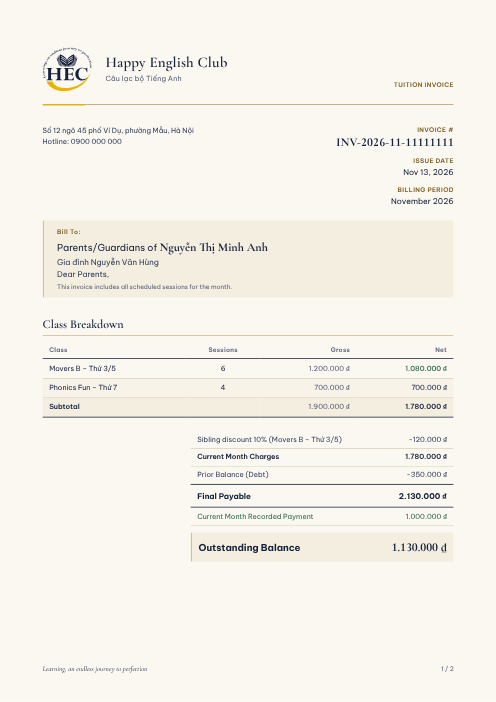 Learning, an endless journey to perfection
HEC
Happy English Club
Câu lạc bộ Tiếng Anh
TUITION INVOICE
Số 12 ngõ 45 phố Ví Dụ, phường Mẫu, Hà Nội
Hotline: 0900 000 000
INVOICE #
INV-2026-11-11111111
ISSUE DATE
Nov 13, 2026
BILLING PERIOD
November 2026
Bill To:
Parents/Guardians of Nguyễn Thị Minh Anh
Gia đình Nguyễn Văn Hùng
Dear Parents,
This invoice includes all scheduled sessions for the month.
Class Breakdown
Class Sessions Gross Net
Movers B – Thứ 3/5 6 1.200.000 ₫ 1.080.000 ₫
Phonics Fun – Thứ 7 4 700.000 ₫ 700.000 ₫
Subtotal 1.900.000 ₫ 1.780.000 ₫
Sibling discount 10% (Movers B – Thứ 3/5) -120.000 ₫
Current Month Charges 1.780.000 ₫
Prior Balance (Debt) -350.000 ₫
Final Payable 2.130.000 ₫
Current Month Recorded Payment 1.000.000 ₫
Outstanding Balance 1.130.000 ₫
Learning, an endless journey to perfection
1 / 2